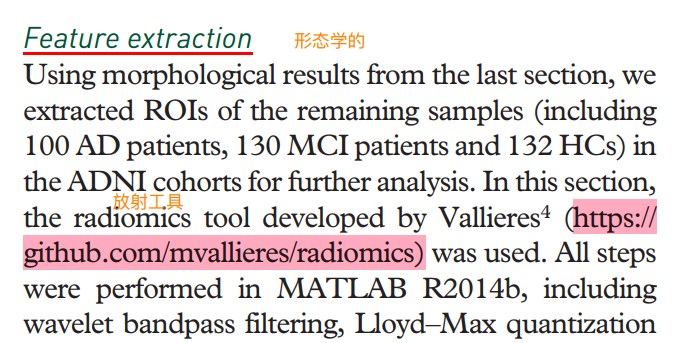 Feature extraction 形态学的
Using morphological results from the last section, we
extracted ROIs of the remaining samples (including
100 AD patients, 130 MCI patients and 132 HCs) in
the ADNI cohorts for further analysis. In this section,
放射工具
the radiomics tool developed by Vallieres⁴ (https://
github.com/mvallieres/radiomics) was used. All steps
were performed in MATLAB R2014b, including
wavelet bandpass filtering, Lloyd–Max quantization